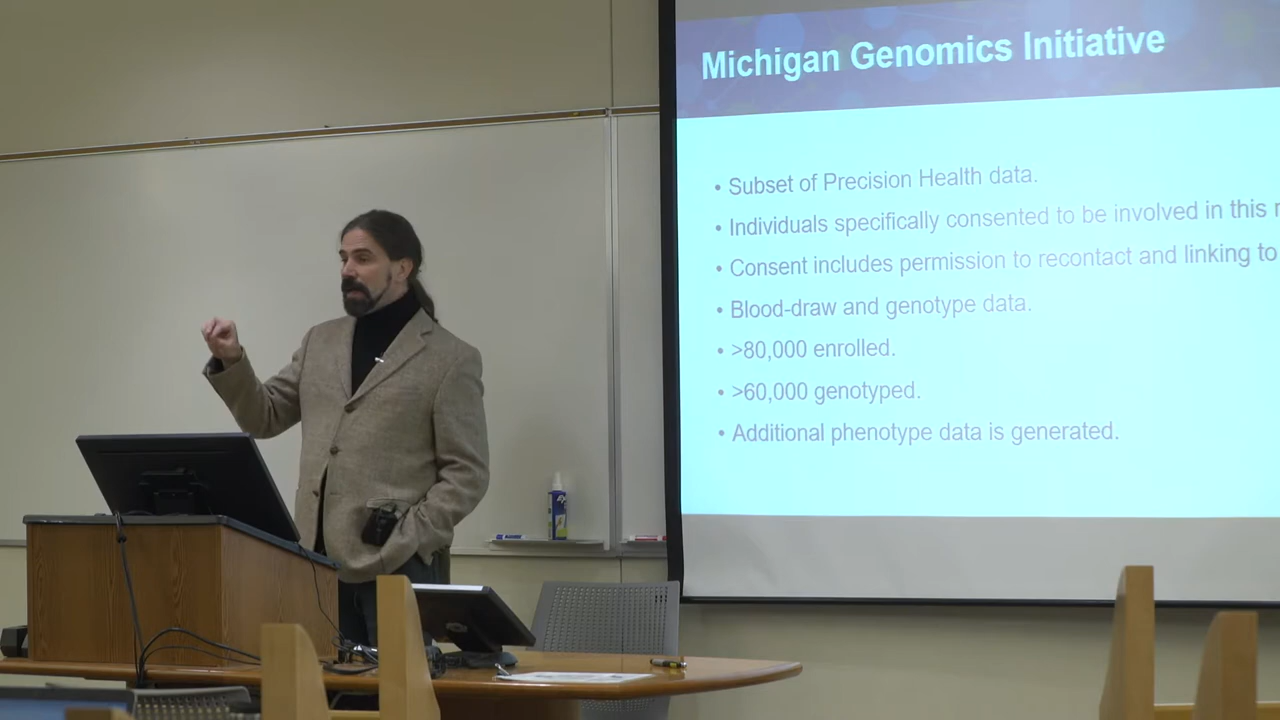 Michigan Genomics Initiative
• Subset of Precision Health data.
• Individuals specifically consented to be involved in this
• Consent includes permission to recontact and linking to
• Blood-draw and genotype data.
• >80,000 enrolled.
• >60,000 genotyped.
• Additional phenotype data is generated.